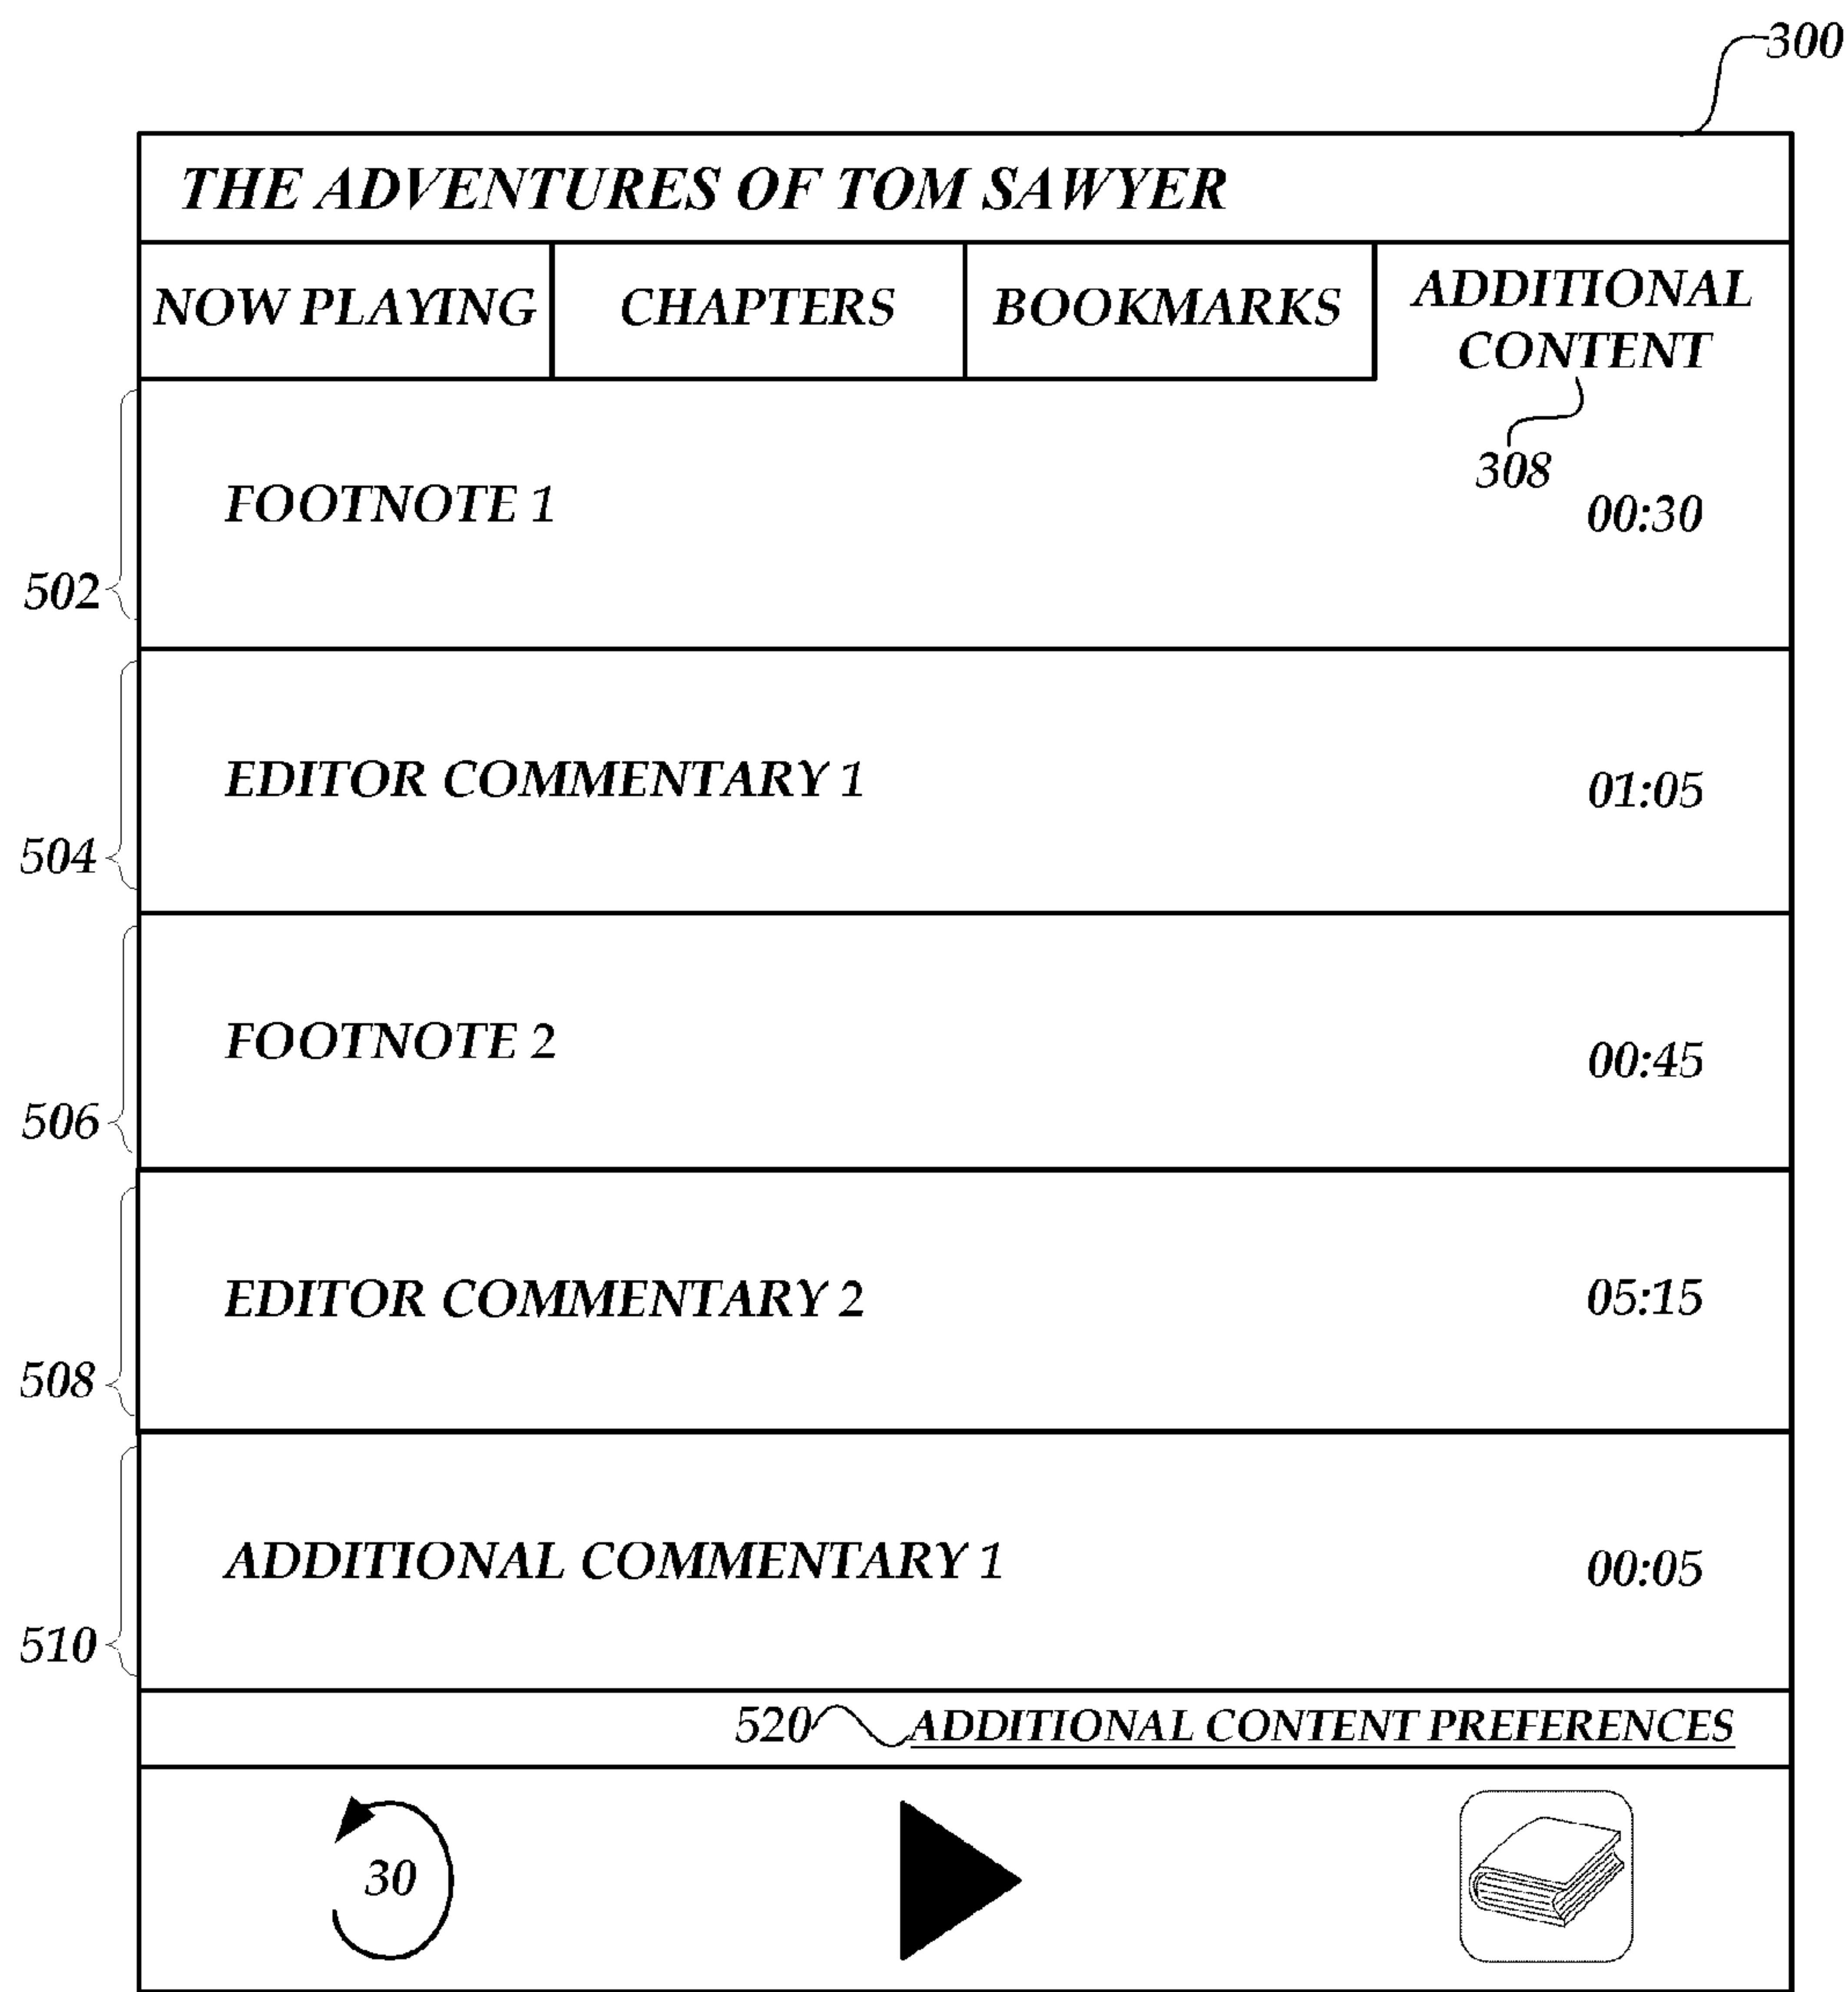 300
THE ADVENTURES OF TOM SAWYER
NOW PLAYING
CHAPTERS
BOOKMARKS
ADDITIONAL
CONTENT
308
FOOTNOTE 1
00:30
502
EDITOR COMMENTARY 1
01:05
504
FOOTNOTE 2
00:45
506
EDITOR COMMENTARY 2
05:15
508
ADDITIONAL COMMENTARY 1
00:05
510
520
ADDITIONAL CONTENT PREFERENCES
30